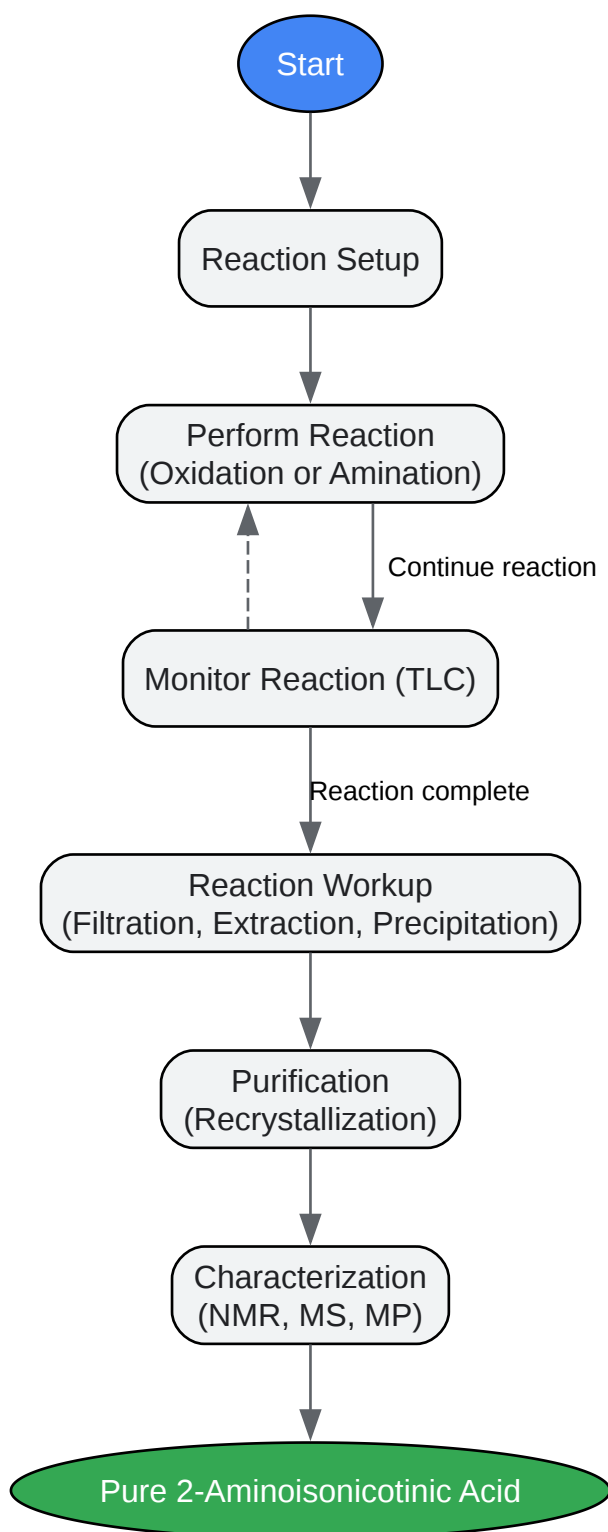 Start
Reaction Setup
Perform Reaction
(Oxidation or Amination)
Continue reaction
Monitor Reaction (TLC)
Reaction complete
Reaction Workup
(Filtration, Extraction, Precipitation)
Purification
(Recrystallization)
Characterization
(NMR, MS, MP)
Pure 2-Aminoisonicotinic Acid